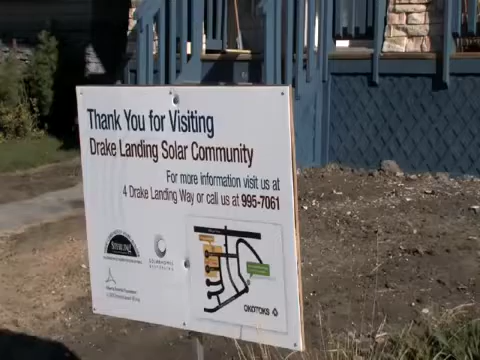 Thank You for Visiting
Drake Landing Solar Community
For more information visit us at
4 Drake Landing Way or call us at 995-7061
OKOTOKS